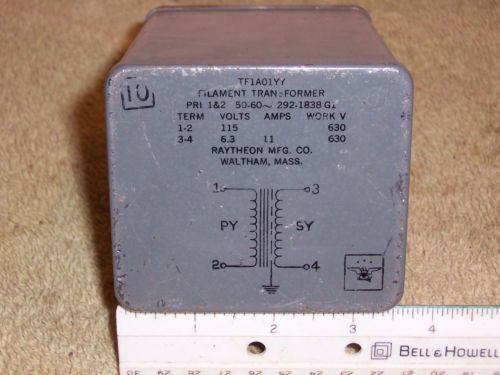 TF1A01YY
10
FILAMENT TRANSFORMER
PRI 1&2 50-60~ 292-1838 G1
TERM VOLTS AMPS WORK V
1-2 115 630
3-4 6.3 11 630
RAYTHEON MFG. CO.
WALTHAM, MASS.
1 3
PY SY
2 4
1 2 3 4
BELL & HOWELL